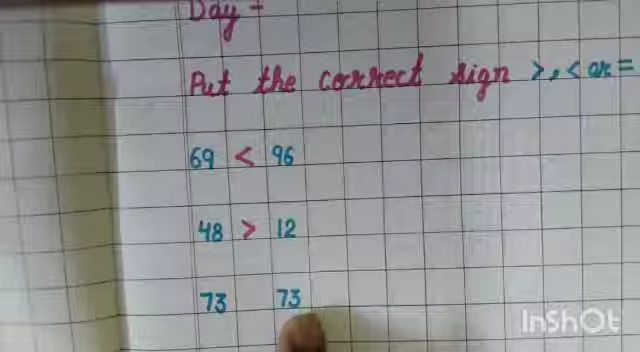 Day -
Put the correct sign >, < or =
69 < 96
48 > 12
73 73
InShOt